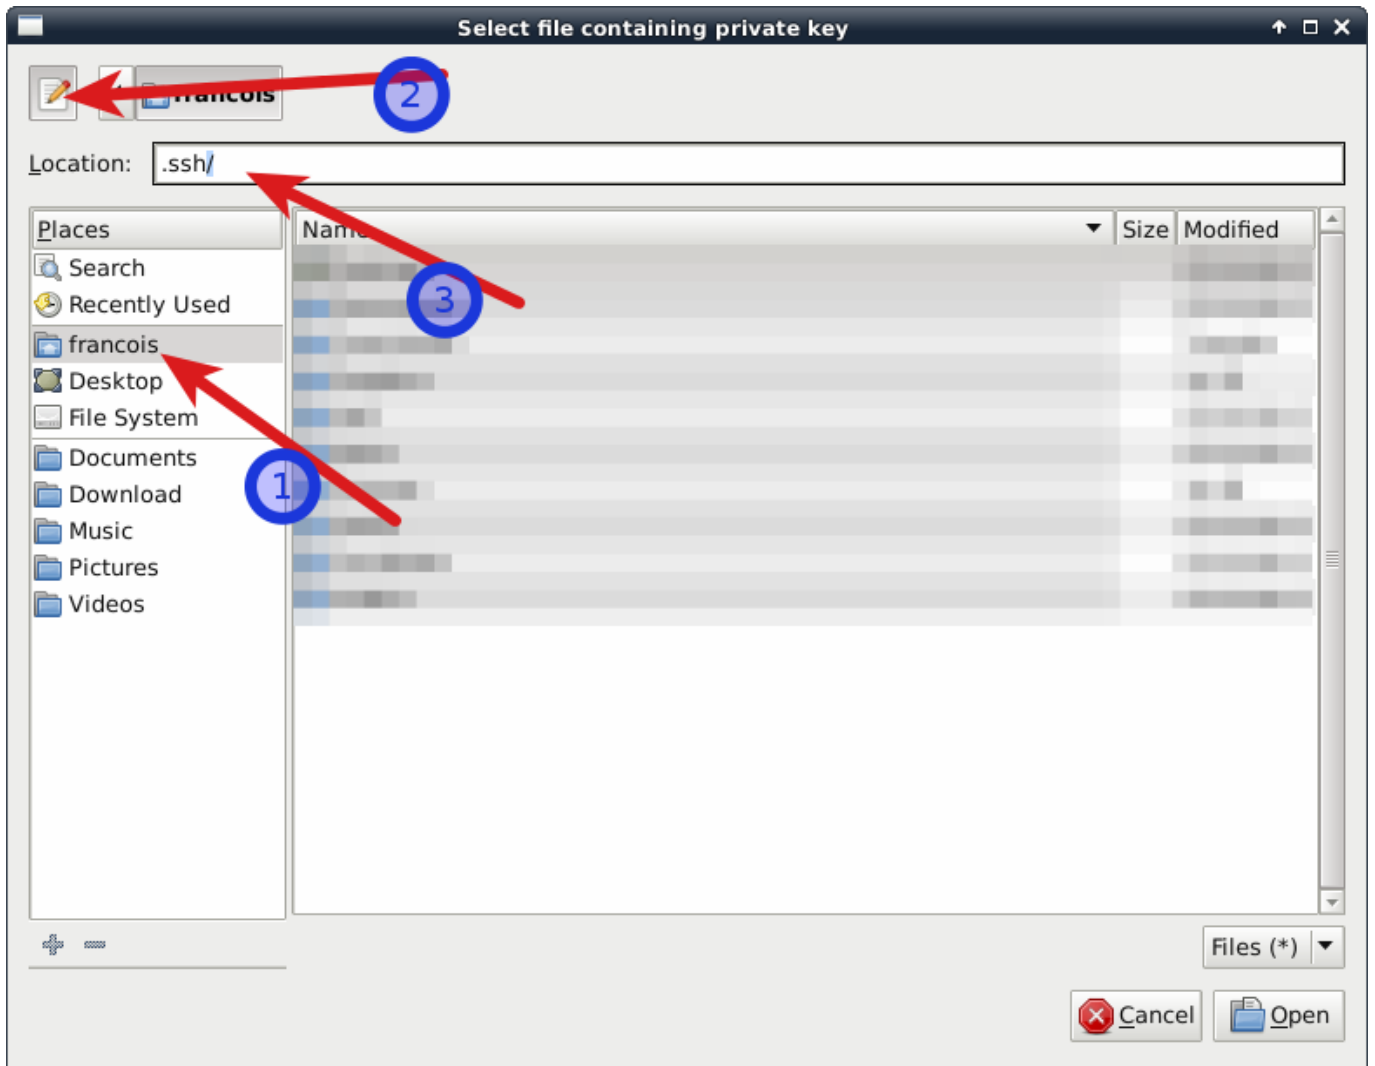 Select file containing private key
francois
2
Location: .ssh/
Places
Name Size Modified
Search
Recently Used
3
francois
Desktop
File System
Documents
1
Download
Music
Pictures
Videos
Files (*)
Cancel Open